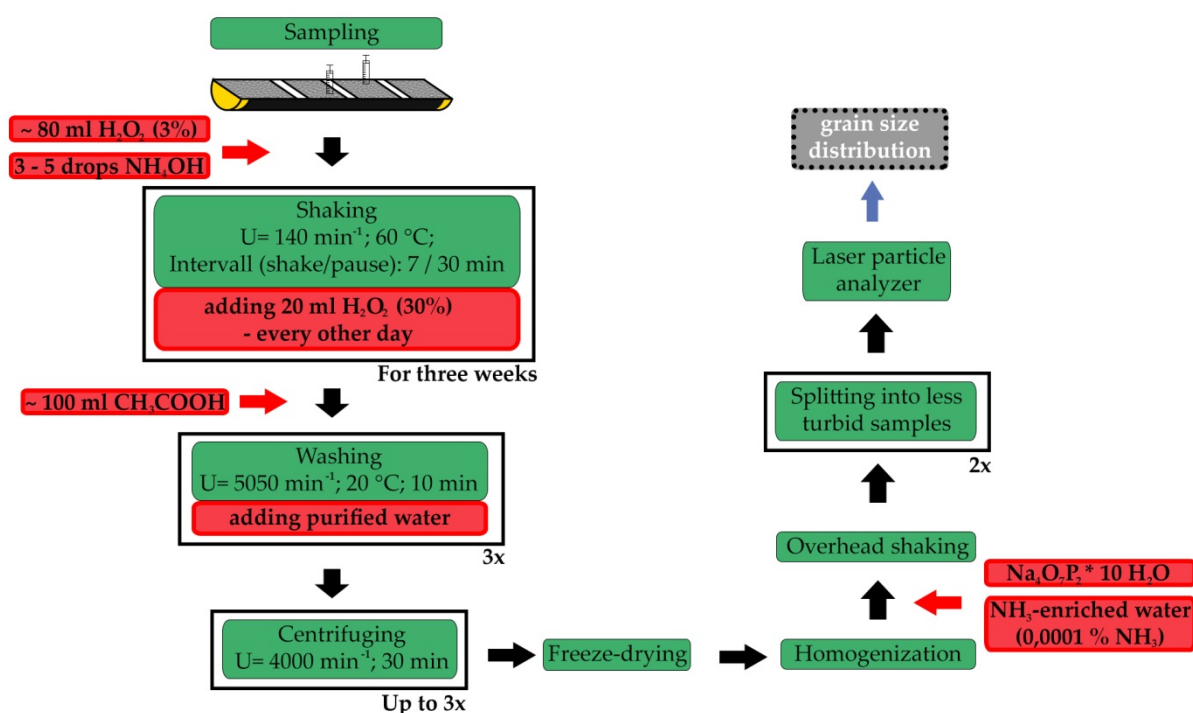 Sampling
~ 80 ml H₂O₂ (3%)
3 - 5 drops NH₄OH
Shaking
U= 140 min⁻¹; 60 °C;
Intervall (shake/pause): 7 / 30 min
adding 20 ml H₂O₂ (30%)
- every other day
For three weeks
~ 100 ml CH₃COOH
Washing
U= 5050 min⁻¹; 20 °C; 10 min
adding purified water
3x
Centrifuging
U= 4000 min⁻¹; 30 min
Up to 3x
Freeze-drying
Homogenization
Na₄O₇P₂* 10 H₂O
NH₃-enriched water
(0,0001 % NH₃)
Overhead shaking
Splitting into less
turbid samples
2x
Laser particle
analyzer
grain size
distribution